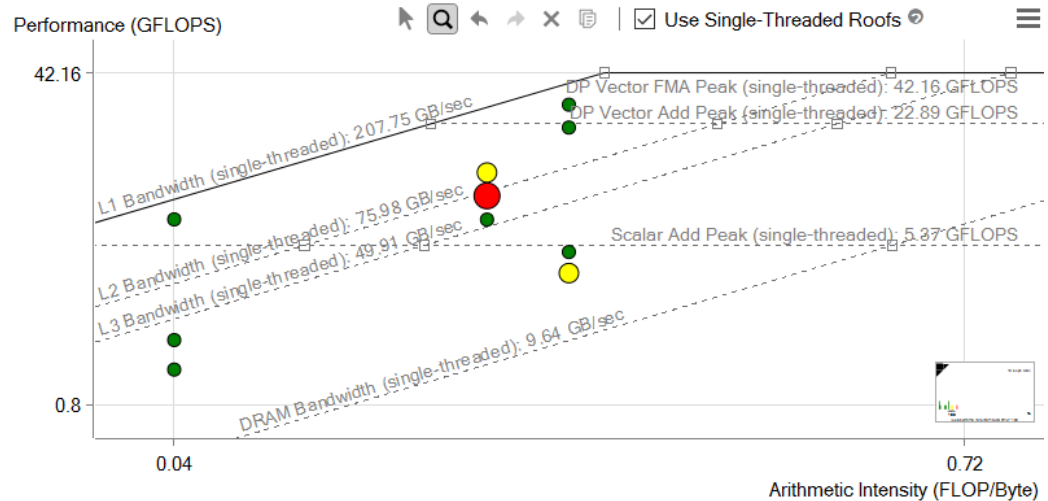 Performance (GFLOPS)
Use Single-Threaded Roofs
42.16
DP Vector FMA Peak (single-threaded): 42.16 GFLOPS
DP Vector Add Peak (single-threaded): 22.89 GFLOPS
L1 Bandwidth (single-threaded): 207.75 GB/sec
L2 Bandwidth (single-threaded): 75.98 GB/sec
Scalar Add Peak (single-threaded): 5.37 GFLOPS
L3 Bandwidth (single-threaded): 49.91 GB/sec
DRAM Bandwidth (single-threaded): 9.64 GB/sec
0.8
0.04
0.72
Arithmetic Intensity (FLOP/Byte)